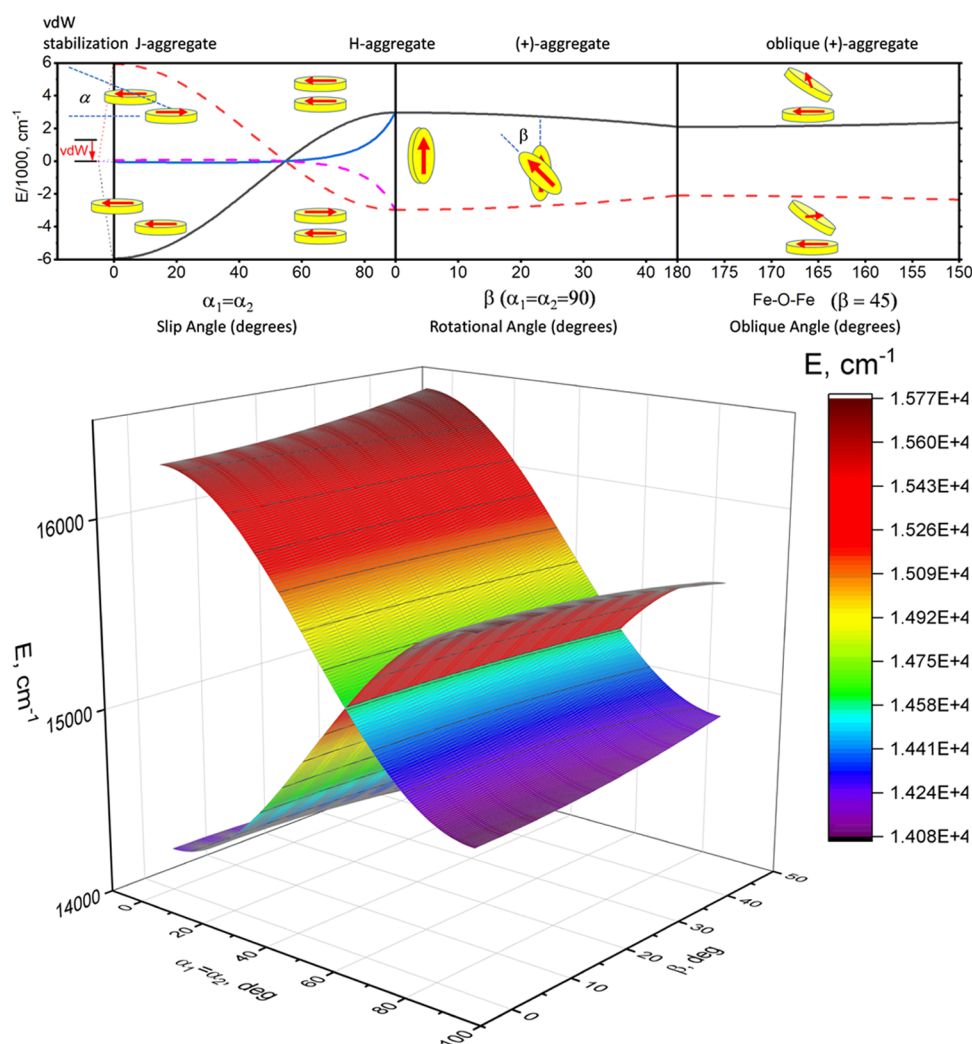 vdW
stabilization J-aggregate H-aggregate (+)-aggregate oblique (+)-aggregate
E/1000, cm-1
6
4
2
0
-2
-4
-6
α
vdW
β
0 20 40 60 80 0 10 20 30 40 180 175 170 165 160 155 150
α1=α2 β (α1=α2=90) Fe-O-Fe (β = 45)
Slip Angle (degrees) Rotational Angle (degrees) Oblique Angle (degrees)
E, cm-1
1.577E+4
1.560E+4
1.543E+4
1.526E+4
1.509E+4
1.492E+4
1.475E+4
1.458E+4
1.441E+4
1.424E+4
1.408E+4
16000
15000
14000
E, cm-1
0 20 40 60 80 100
α1=α2, deg
0 10 20 30 40 50
β, deg